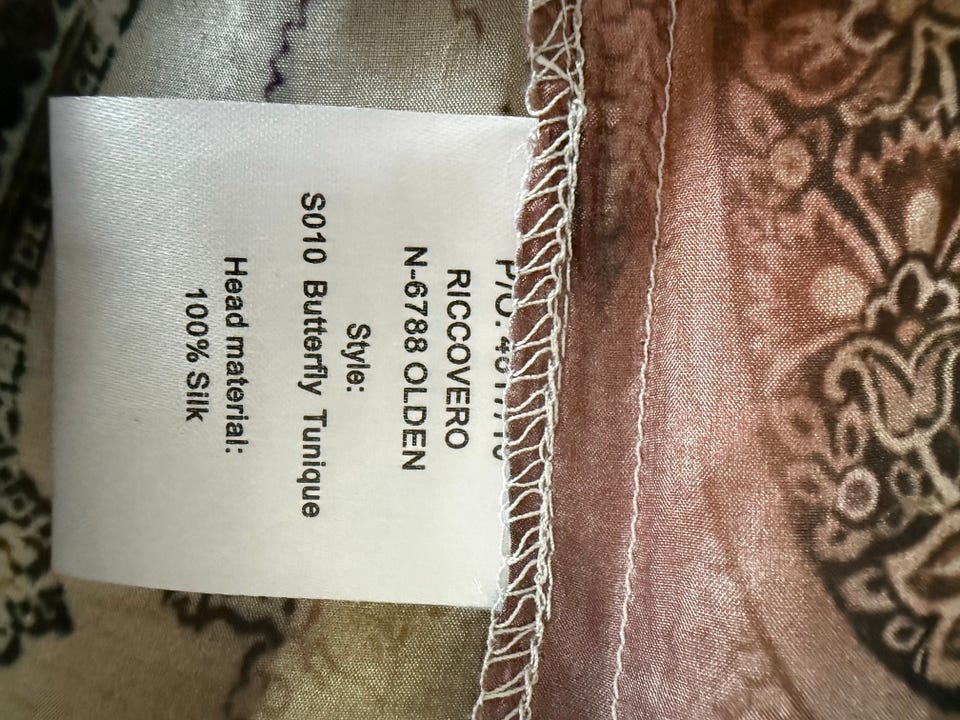 RICCOVERO
N-6788 OLDEN
Style:
S010 Butterfly Tunique
Head material:
100% Silk